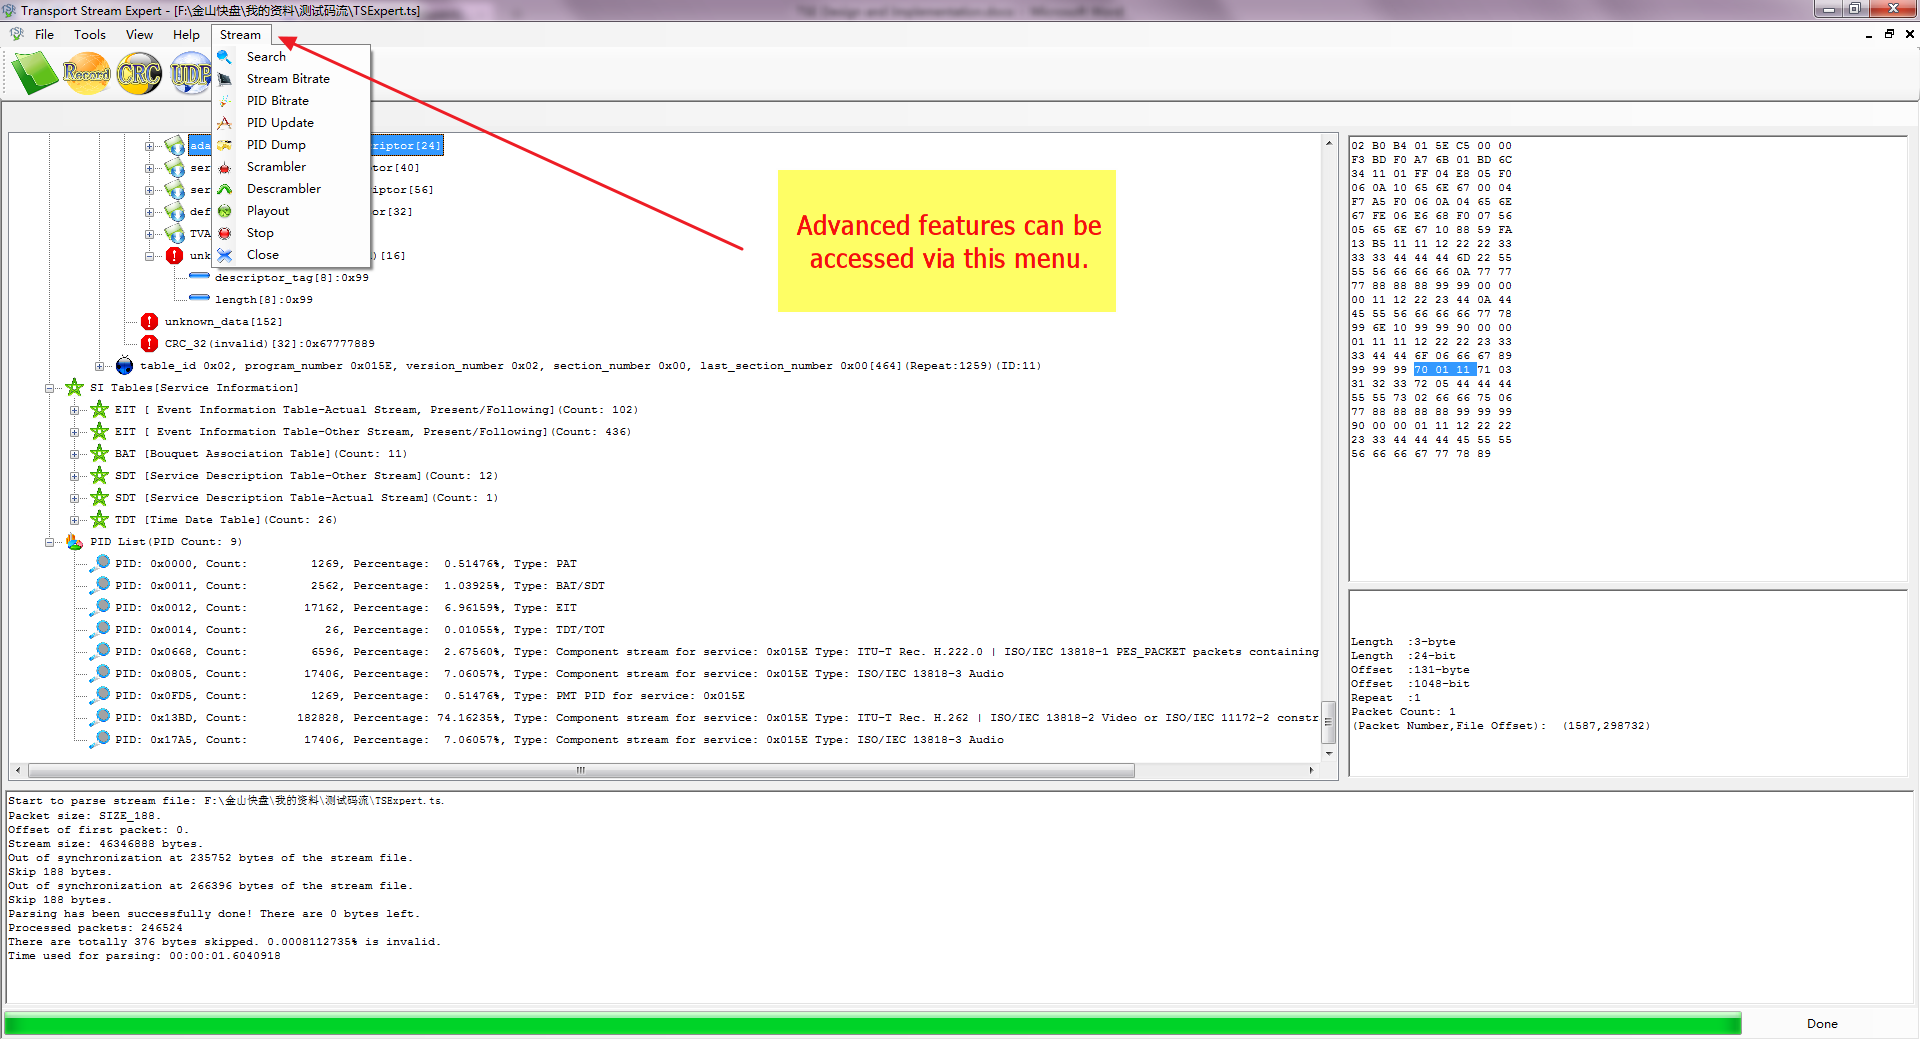 Transport Stream Expert - [F:\金山快盘\我的资料\测试码流\TSExpert.ts]
File Tools View Help Stream
Record CRC UDP
Search
Stream Bitrate
PID Bitrate
PID Update
PID Dump
Scrambler
Descrambler
Playout
Stop
Close
Advanced features can be
accessed via this menu.
ada riptor[24]
ser tor[40]
ser iptor[56]
def or[32]
TVA
unk )[16]
descriptor_tag[8]:0x99
length[8]:0x99
unknown_data[152]
CRC_32(invalid)[32]:0x67777889
table_id 0x02, program_number 0x015E, version_number 0x02, section_number 0x00, last_section_number 0x00[464](Repeat:1259)(ID:11)
SI Tables[Service Information]
EIT [ Event Information Table-Actual Stream, Present/Following](Count: 102)
EIT [ Event Information Table-Other Stream, Present/Following](Count: 436)
BAT [Bouquet Association Table](Count: 11)
SDT [Service Description Table-Other Stream](Count: 12)
SDT [Service Description Table-Actual Stream](Count: 1)
TDT [Time Date Table](Count: 26)
PID List(PID Count: 9)
PID: 0x0000, Count: 1269, Percentage: 0.51476%, Type: PAT
PID: 0x0011, Count: 2562, Percentage: 1.03925%, Type: BAT/SDT
PID: 0x0012, Count: 17162, Percentage: 6.96159%, Type: EIT
PID: 0x0014, Count: 26, Percentage: 0.01055%, Type: TDT/TOT
PID: 0x0668, Count: 6596, Percentage: 2.67560%, Type: Component stream for service: 0x015E Type: ITU-T Rec. H.222.0 | ISO/IEC 13818-1 PES_PACKET packets containing
PID: 0x0805, Count: 17406, Percentage: 7.06057%, Type: Component stream for service: 0x015E Type: ISO/IEC 13818-3 Audio
PID: 0x0FD5, Count: 1269, Percentage: 0.51476%, Type: PMT PID for service: 0x015E
PID: 0x13BD, Count: 182828, Percentage: 74.16235%, Type: Component stream for service: 0x015E Type: ITU-T Rec. H.262 | ISO/IEC 13818-2 Video or ISO/IEC 11172-2 constr
PID: 0x17A5, Count: 17406, Percentage: 7.06057%, Type: Component stream for service: 0x015E Type: ISO/IEC 13818-3 Audio
02 B0 B4 01 5E C5 00 00
F3 BD F0 A7 6B 01 BD 6C
34 11 01 FF 04 E8 05 F0
06 0A 10 65 6E 67 00 04
F7 A5 F0 06 0A 04 65 6E
67 FE 06 E6 68 F0 07 56
05 65 6E 67 10 88 59 FA
13 B5 11 11 12 22 22 33
33 33 44 44 44 6D 22 55
55 56 66 66 66 0A 77 77
77 88 88 88 99 99 00 00
00 11 12 22 23 44 0A 44
45 55 56 66 66 66 77 78
99 6E 10 99 99 90 00 00
01 11 11 12 22 22 23 33
33 44 44 6F 06 66 67 89
99 99 99 70 01 11 71 03
31 32 33 72 05 44 44 44
55 55 73 02 66 66 75 06
77 88 88 88 88 99 99 99
90 00 00 01 11 12 22 22
23 33 44 44 44 45 55 55
56 66 66 67 77 78 89
Length :3-byte
Length :24-bit
Offset :131-byte
Offset :1048-bit
Repeat :1
Packet Count: 1
(Packet Number,File Offset): (1587,298732)
Start to parse stream file: F:\金山快盘\我的资料\测试码流\TSExpert.ts.
Packet size: SIZE_188.
Offset of first packet: 0.
Stream size: 46346888 bytes.
Out of synchronization at 235752 bytes of the stream file.
Skip 188 bytes.
Out of synchronization at 266396 bytes of the stream file.
Skip 188 bytes.
Parsing has been successfully done! There are 0 bytes left.
Processed packets: 246524
There are totally 376 bytes skipped. 0.0008112735% is invalid.
Time used for parsing: 00:00:01.6040918
Done